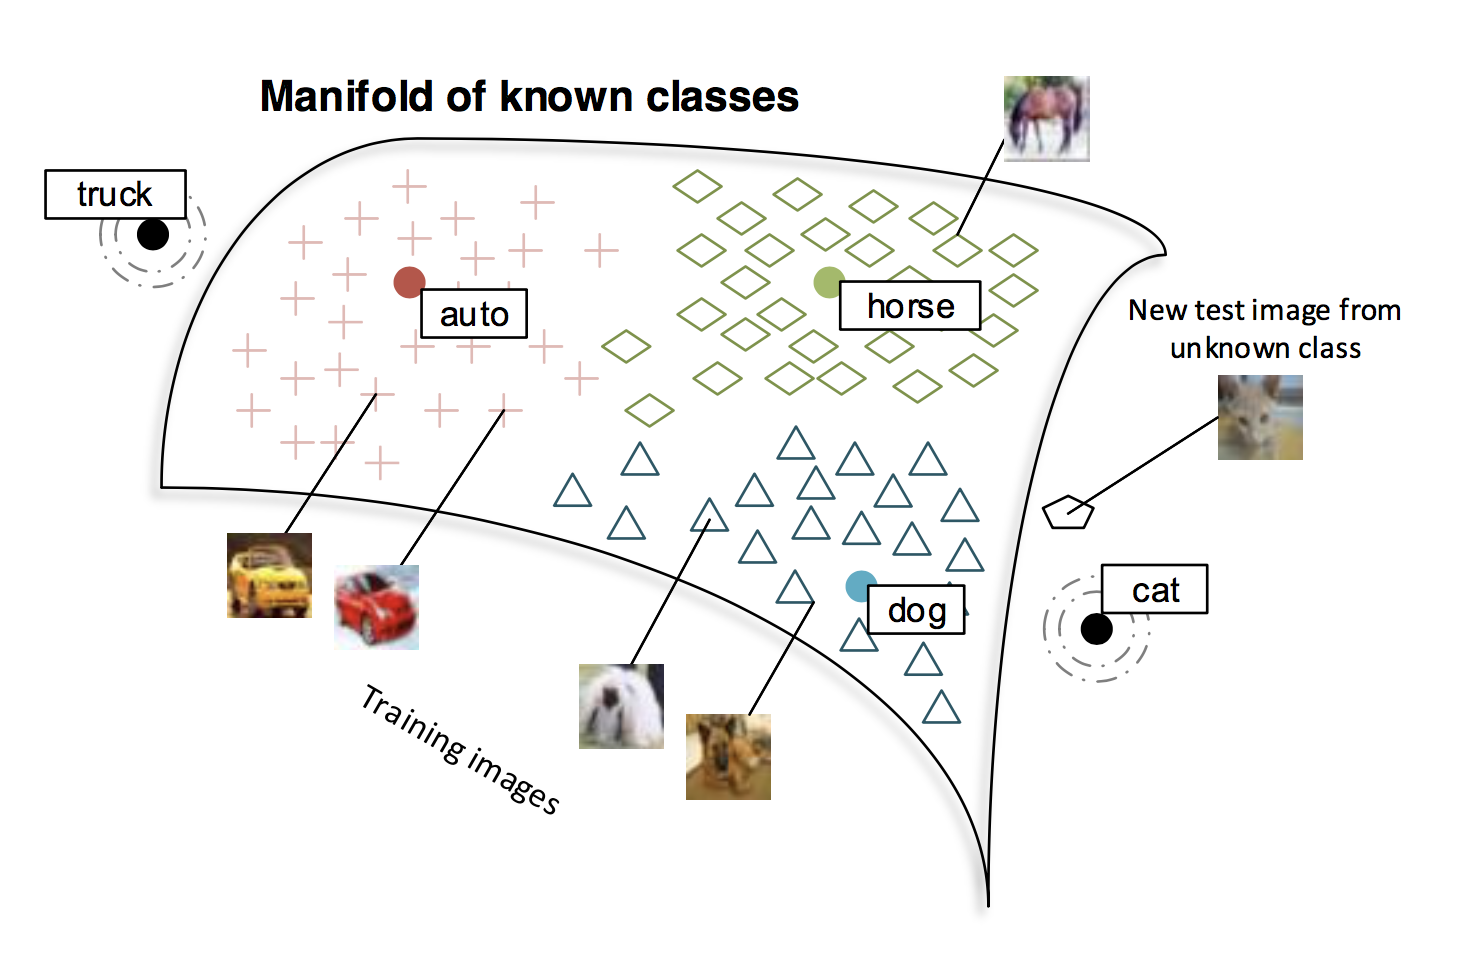 Manifold of known classes
truck
auto
horse
New test image from
unknown class
cat
dog
Training images